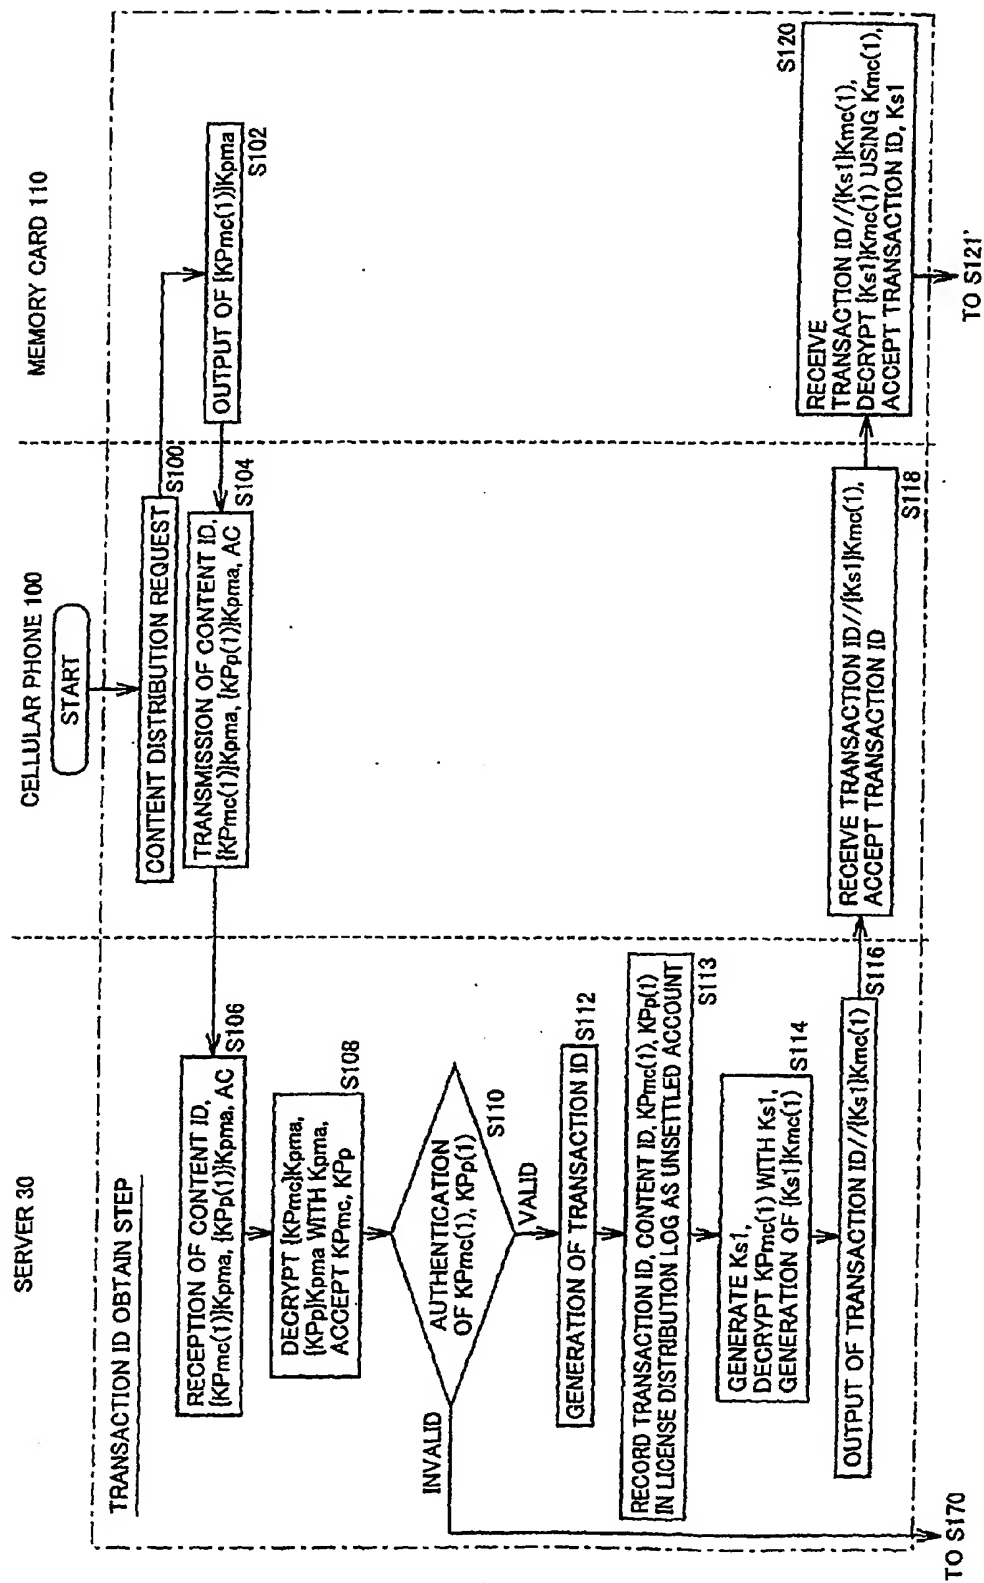 SERVER 30
CELLULAR PHONE 100
MEMORY CARD 110
TRANSACTION ID OBTAIN STEP
START
CONTENT DISTRIBUTION REQUEST
S100
OUTPUT OF {KPmc(1)}Kpma
S102
TRANSMISSION OF CONTENT ID,
{KPmc(1)}Kpma, {KPp(1)}Kpma, AC
S104
RECEPTION OF CONTENT ID,
{KPmc(1)}Kpma, {KPp(1)}Kpma, AC
S106
DECRYPT {KPmc}Kpma,
{KPp}Kpma WITH Kpma,
ACCEPT KPmc, KPp
S108
AUTHENTICATION
OF KPmc(1), KPp(1)
S110
INVALID
VALID
GENERATION OF TRANSACTION ID
S112
RECORD TRANSACTION ID, CONTENT ID, KPmc(1), KPp(1)
IN LICENSE DISTRIBUTION LOG AS UNSETTLED ACCOUNT
S113
GENERATE Ks1,
DECRYPT KPmc(1) WITH Ks1,
GENERATION OF {Ks1}Kmc(1)
S114
OUTPUT OF TRANSACTION ID//{Ks1}Kmc(1)
S116
RECEIVE TRANSACTION ID//{Ks1}Kmc(1),
ACCEPT TRANSACTION ID
S118
RECEIVE
TRANSACTION ID//{Ks1}Kmc(1),
DECRYPT {Ks1}Kmc(1) USING Kmc(1),
ACCEPT TRANSACTION ID, Ks1
S120
TO S170
TO S121'